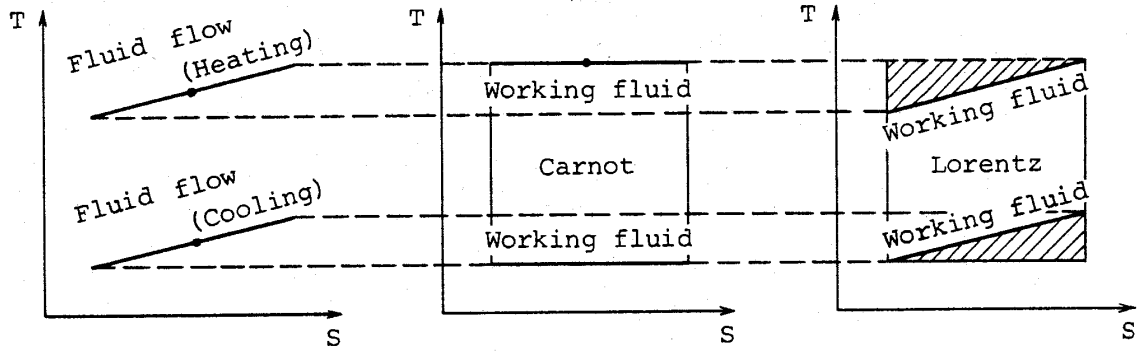 T
Fluid flow
(Heating)
Fluid flow
(Cooling)
S
T
Working fluid
Carnot
Working fluid
S
T
Working fluid
Lorentz
Working fluid
S